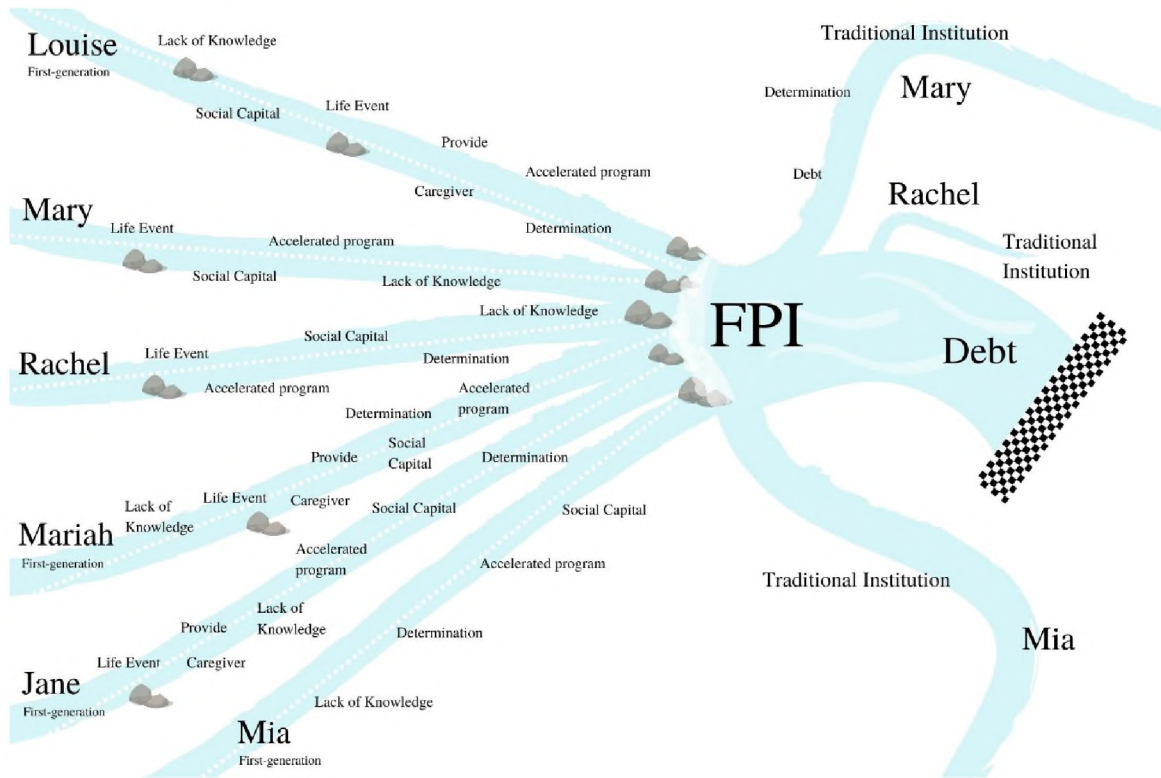 Louise
First-generation
Lack of Knowledge
Social Capital
Life Event
Provide
Caregiver
Accelerated program
Determination
Mary
Life Event
Social Capital
Accelerated program
Lack of Knowledge
Rachel
Life Event
Accelerated program
Social Capital
Determination
Lack of Knowledge
Mariah
First-generation
Lack of
Knowledge
Life Event
Caregiver
Provide
Determination
Social
Capital
Accelerated
program
Jane
First-generation
Life Event
Caregiver
Provide
Lack of
Knowledge
Accelerated
program
Social Capital
Determination
Mia
First-generation
Lack of Knowledge
Determination
Accelerated program
Social Capital
FPI
Debt
Debt
Determination
Traditional Institution
Mary
Rachel
Traditional
Institution
Traditional Institution
Mia